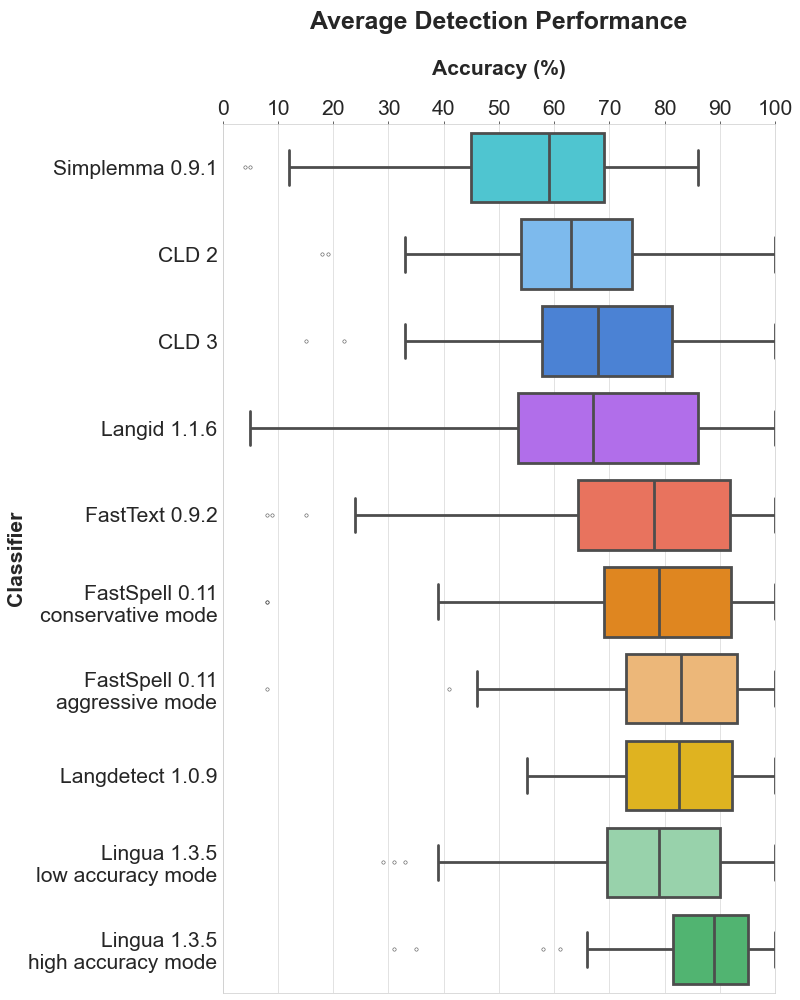 Average Detection Performance
Accuracy (%)
0 10 20 30 40 50 60 70 80 90 100
Simplemma 0.9.1
CLD 2
CLD 3
Langid 1.1.6
FastText 0.9.2
Classifier
FastSpell 0.11
conservative mode
FastSpell 0.11
aggressive mode
Langdetect 1.0.9
Lingua 1.3.5
low accuracy mode
Lingua 1.3.5
high accuracy mode